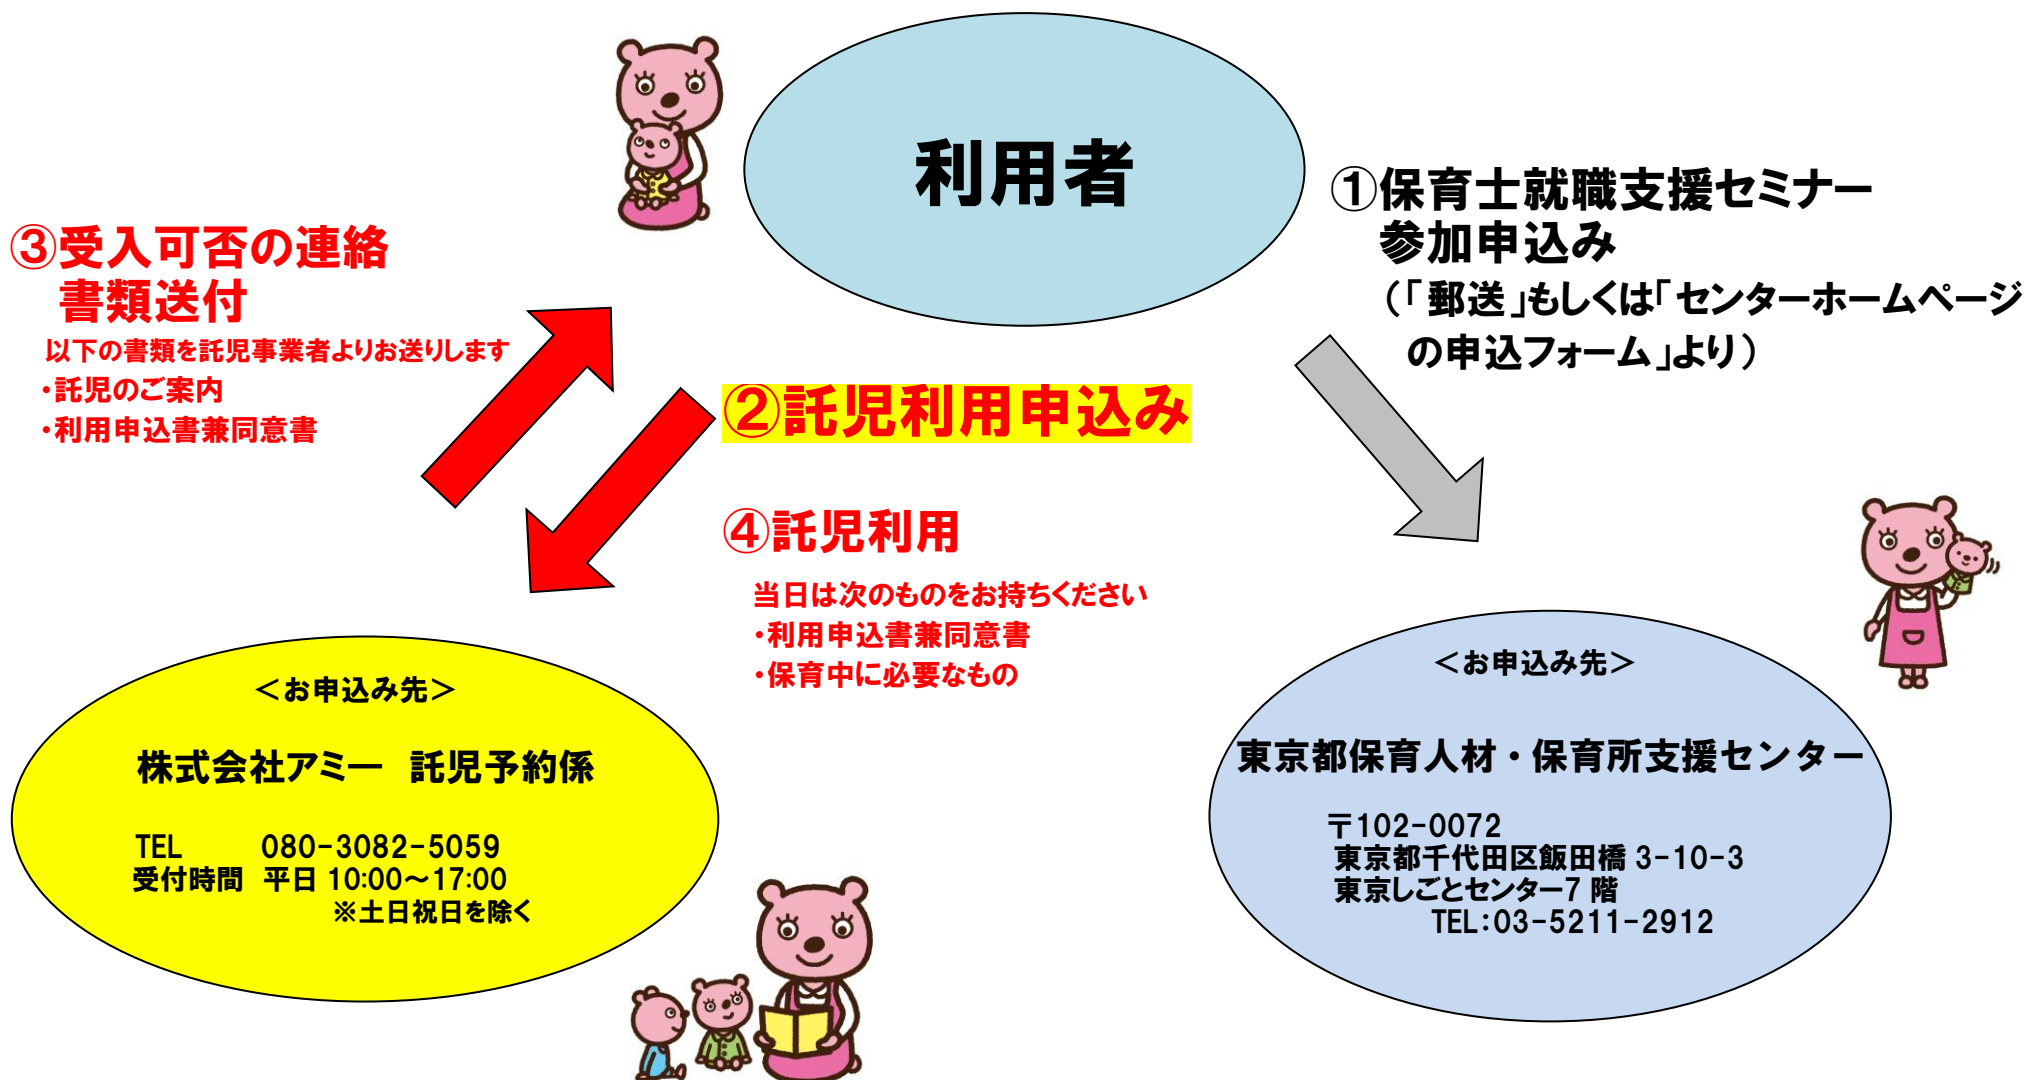 利用者
①保育士就職支援セミナー
参加申込み
（「郵送」もしくは「センターホームページ
の申込フォーム」より）
③受入可否の連絡
書類送付
以下の書類を託児事業者よりお送りします
・託児のご案内
・利用申込書兼同意書
②託児利用申込み
④託児利用
当日は次のものをお持ちください
・利用申込書兼同意書
・保育中に必要なもの
＜お申込み先＞
株式会社アミー 託児予約係
TEL 080-3082-5059
受付時間 平日 10:00～17:00
※土日祝日を除く
＜お申込み先＞
東京都保育人材・保育所支援センター
〒102-0072
東京都千代田区飯田橋 3-10-3
東京しごとセンター7 階
TEL：03-5211-2912